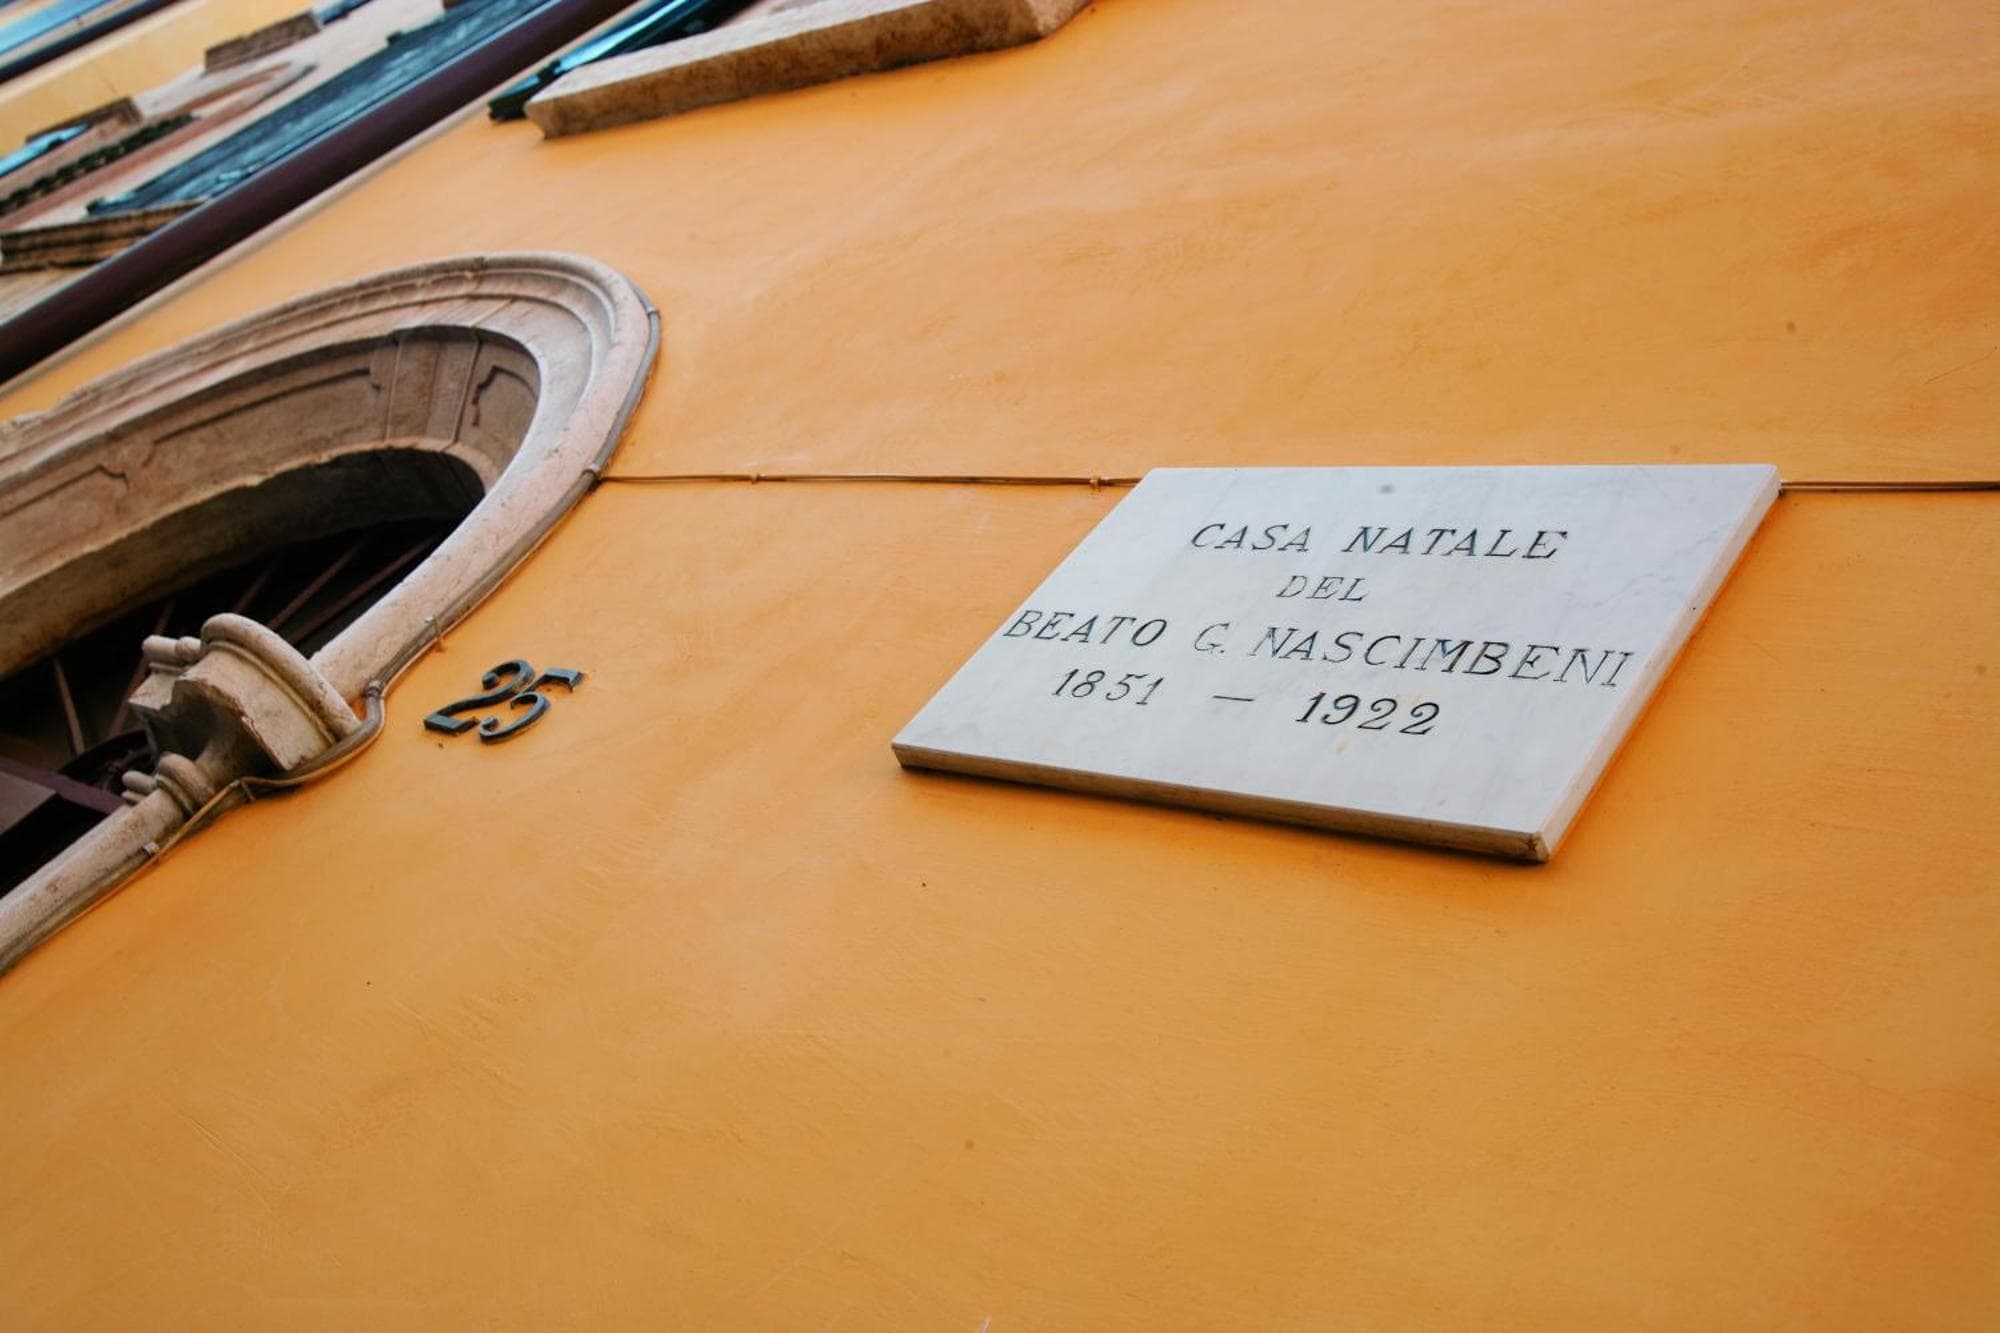 25
CASA NATALE
DEL
BEATO G. NASCIMBENI
1851 — 1922